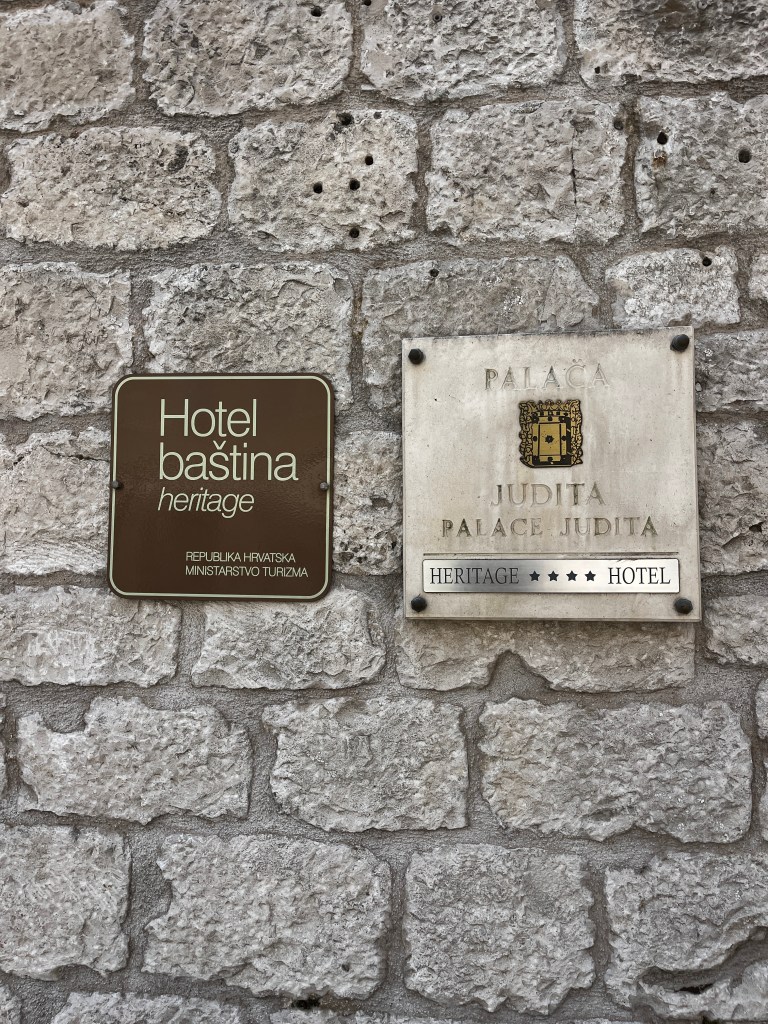 Hotel
baština
heritage
REPUBLIKA HRVATSKA
MINISTARSTVO TURIZMA
PALAČA
JUDITA
PALACE JUDITA
HERITAGE ★★★★ HOTEL